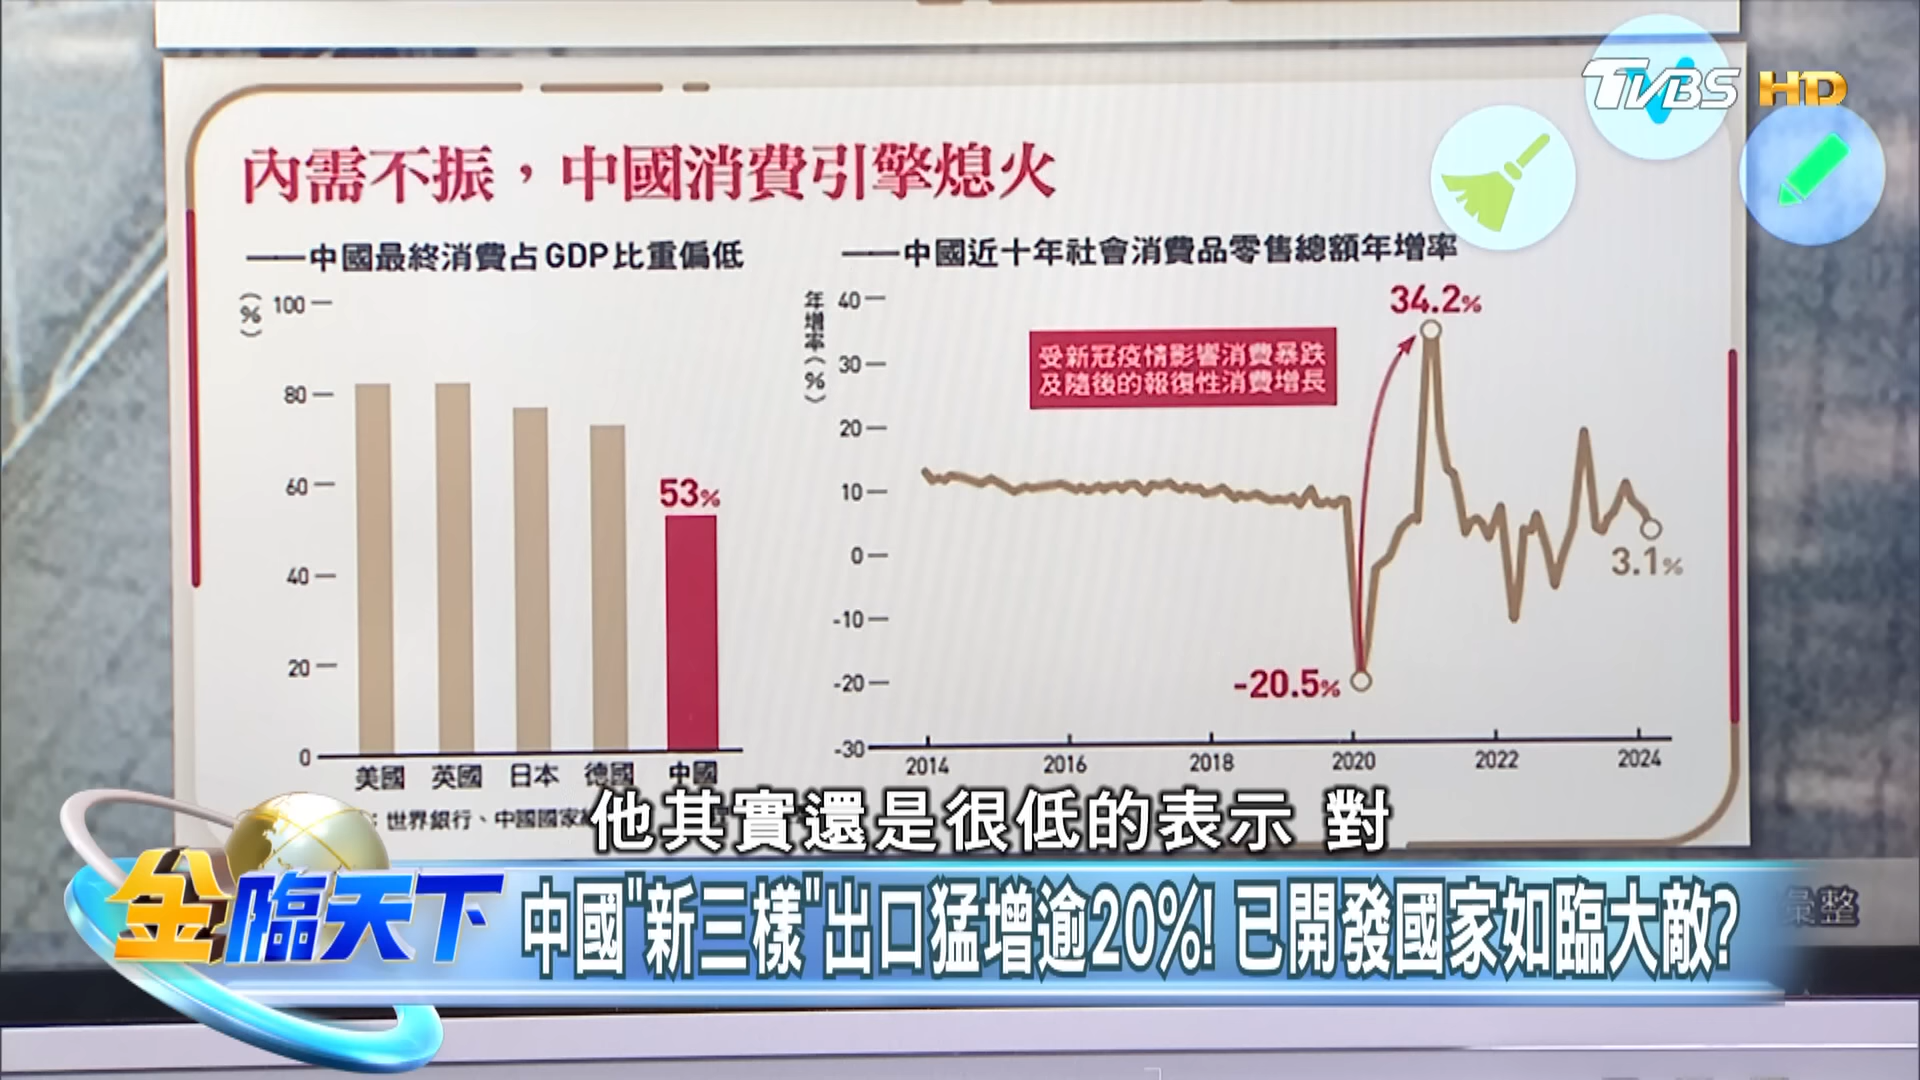 TVBS HD
內需不振，中國消費引擎熄火
——中國最終消費占GDP比重偏低
(%)
100
80
60
40
20
0
53%
美國 英國 日本 德國 中國
——中國近十年社會消費品零售總額年增率
年增率(%)
40
30
20
10
0
-10
-20
-30
受新冠疫情影響消費暴跌
及隨後的報復性消費增長
34.2%
-20.5%
3.1%
2014 2016 2018 2020 2022 2024
：世界銀行、中國國家
他其實還是很低的表示 對
金臨天下
中國"新三樣"出口猛增逾20%! 已開發國家如臨大敵?
彙整